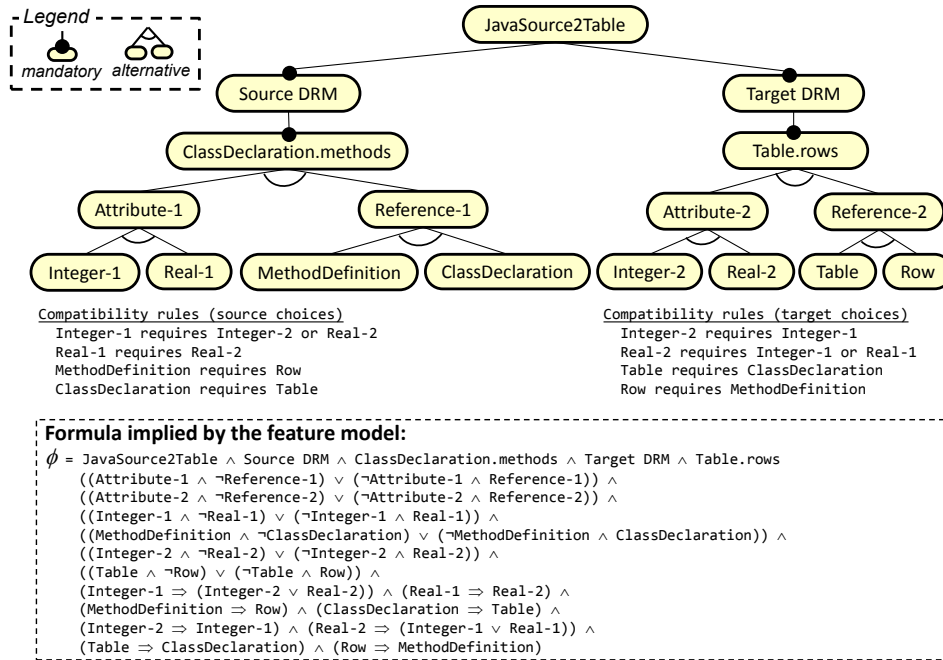 Legend
mandatory alternative
JavaSource2Table
Source DRM
Target DRM
ClassDeclaration.methods
Table.rows
Attribute-1
Reference-1
Attribute-2
Reference-2
Integer-1
Real-1
MethodDefinition
ClassDeclaration
Integer-2
Real-2
Table
Row
Compatibility rules (source choices)
Integer-1 requires Integer-2 or Real-2
Real-1 requires Real-2
MethodDefinition requires Row
ClassDeclaration requires Table
Compatibility rules (target choices)
Integer-2 requires Integer-1
Real-2 requires Integer-1 or Real-1
Table requires ClassDeclaration
Row requires MethodDefinition
Formula implied by the feature model:
ϕ = JavaSource2Table ∧ Source DRM ∧ ClassDeclaration.methods ∧ Target DRM ∧ Table.rows
((Attribute-1 ∧ ¬Reference-1) ∨ (¬Attribute-1 ∧ Reference-1)) ∧
((Attribute-2 ∧ ¬Reference-2) ∨ (¬Attribute-2 ∧ Reference-2)) ∧
((Integer-1 ∧ ¬Real-1) ∨ (¬Integer-1 ∧ Real-1)) ∧
((MethodDefinition ∧ ¬ClassDeclaration) ∨ (¬MethodDefinition ∧ ClassDeclaration)) ∧
((Integer-2 ∧ ¬Real-2) ∨ (¬Integer-2 ∧ Real-2)) ∧
((Table ∧ ¬Row) ∨ (¬Table ∧ Row)) ∧
(Integer-1 ⇒ (Integer-2 ∨ Real-2)) ∧ (Real-1 ⇒ Real-2) ∧
(MethodDefinition ⇒ Row) ∧ (ClassDeclaration ⇒ Table) ∧
(Integer-2 ⇒ Integer-1) ∧ (Real-2 ⇒ (Integer-1 ∨ Real-1)) ∧
(Table ⇒ ClassDeclaration) ∧ (Row ⇒ MethodDefinition)